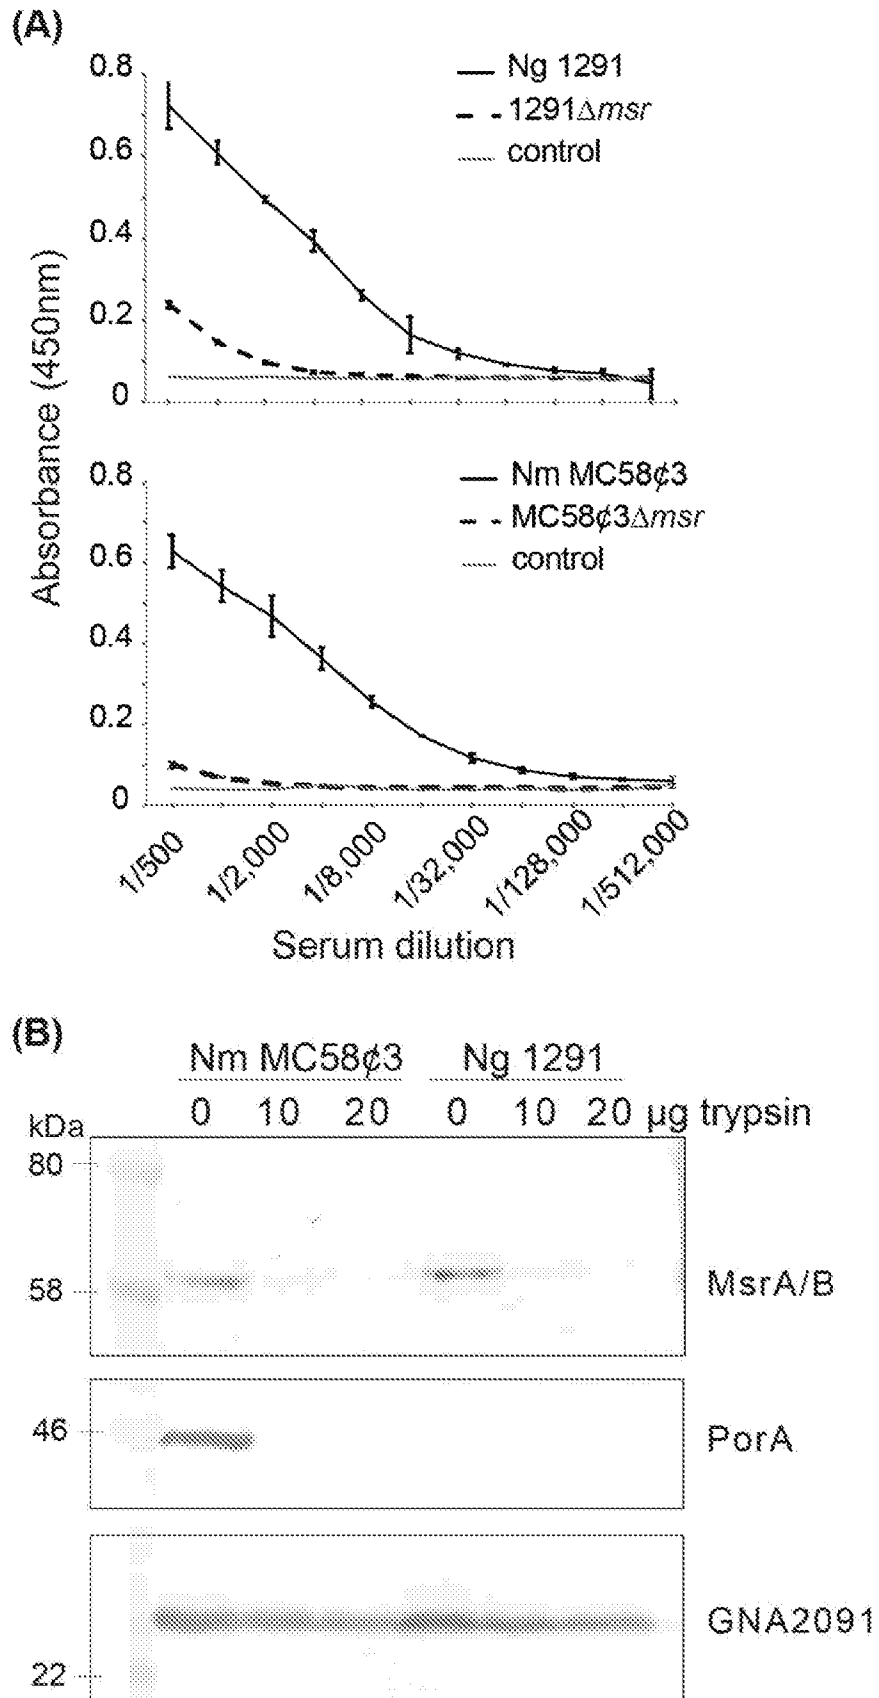 (A)
0.8
0.6
0.4
0.2
0
Ng 1291
1291Δmsr
control
Absorbance (450nm)
0.8
0.6
0.4
0.2
0
Nm MC58¢3
MC58¢3Δmsr
control
1/500
1/2,000
1/8,000
1/32,000
1/128,000
1/512,000
Serum dilution
(B)
Nm MC58¢3 Ng 1291
kDa 0 10 20 0 10 20 µg trypsin
80
58
MsrA/B
46
PorA
GNA2091
22